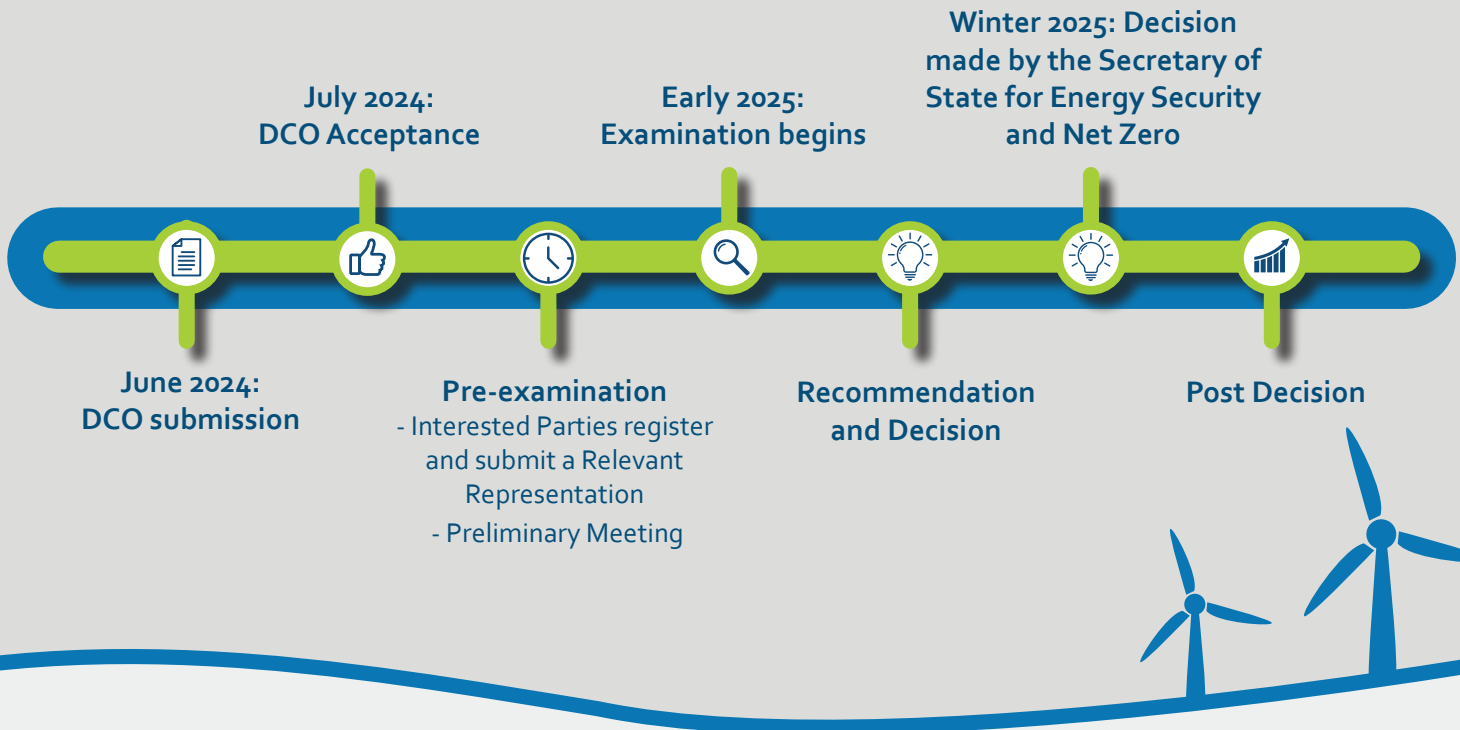 June 2024:
DCO submission
July 2024:
DCO Acceptance
Pre-examination
- Interested Parties register
and submit a Relevant
Representation
- Preliminary Meeting
Early 2025:
Examination begins
Recommendation
and Decision
Winter 2025: Decision
made by the Secretary of
State for Energy Security
and Net Zero
Post Decision